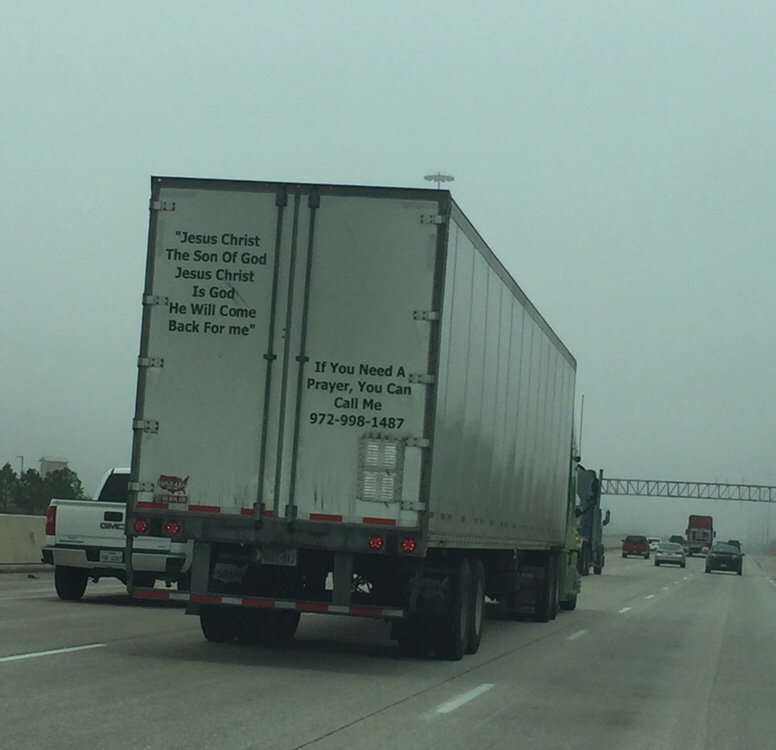 "Jesus Christ
The Son Of God
Jesus Christ
Is God
"He Will Come
Back For me"
If You Need A
Prayer, You Can
Call Me
972-998-1487
GMC